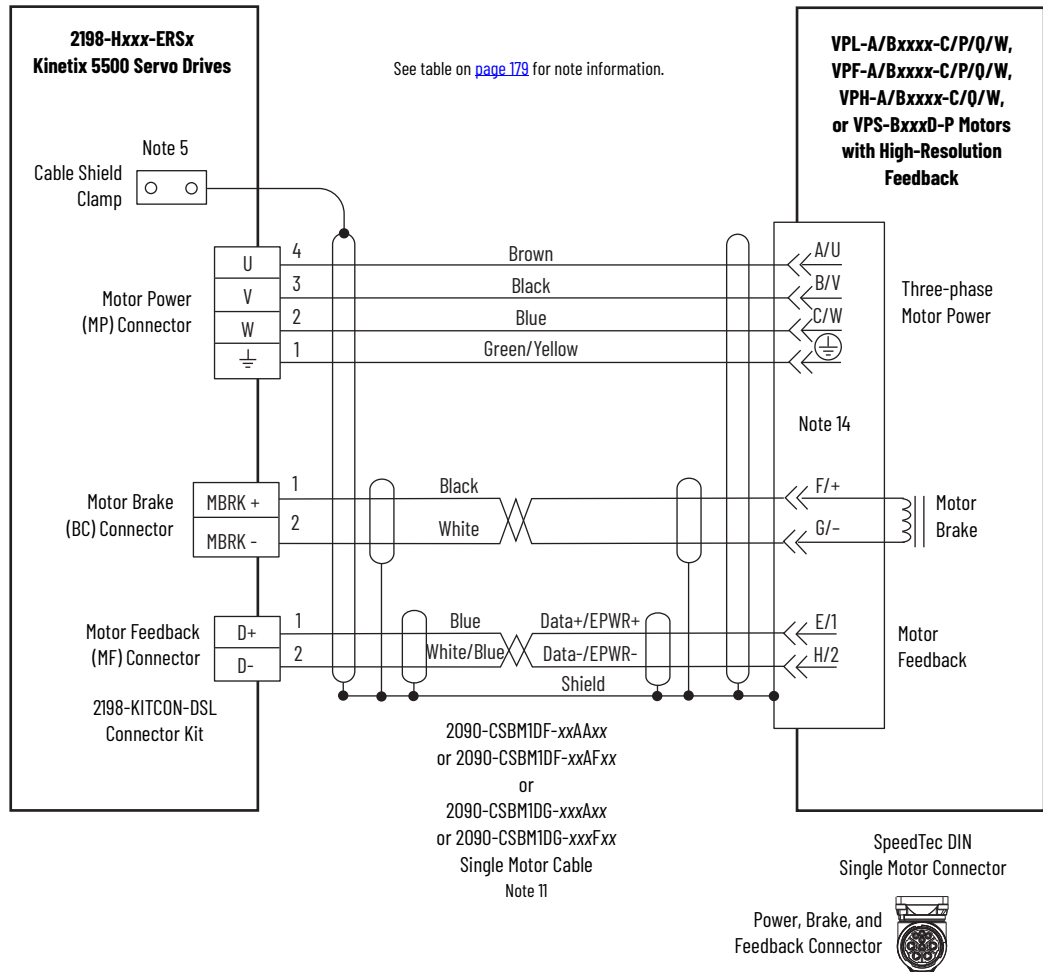 2198-Hxxx-ERSx
Kinetix 5500 Servo Drives
See table on page 179 for note information.
VPL-A/Bxxxx-C/P/Q/W,
VPF-A/Bxxxx-C/P/Q/W,
VPH-A/Bxxxx-C/Q/W,
or VPS-BxxxD-P Motors
with High-Resolution
Feedback
Note 5
Cable Shield
Clamp
Motor Power
(MP) Connector
U
V
W
4
3
2
1
Brown
Black
Blue
Green/Yellow
A/U
B/V
C/W
Three-phase
Motor Power
Note 14
Motor Brake
(BC) Connector
MBRK +
MBRK -
1
2
Black
White
F/+
G/–
Motor
Brake
Motor Feedback
(MF) Connector
D+
D-
1
2
Blue
White/Blue
Data+/EPWR+
Data-/EPWR-
Shield
E/1
H/2
Motor
Feedback
2198-KITCON-DSL
Connector Kit
2090-CSBM1DF-xxAAxx
or 2090-CSBM1DF-xxAFxx
or
2090-CSBM1DG-xxxAxx
or 2090-CSBM1DG-xxxFxx
Single Motor Cable
Note 11
SpeedTec DIN
Single Motor Connector
Power, Brake, and
Feedback Connector